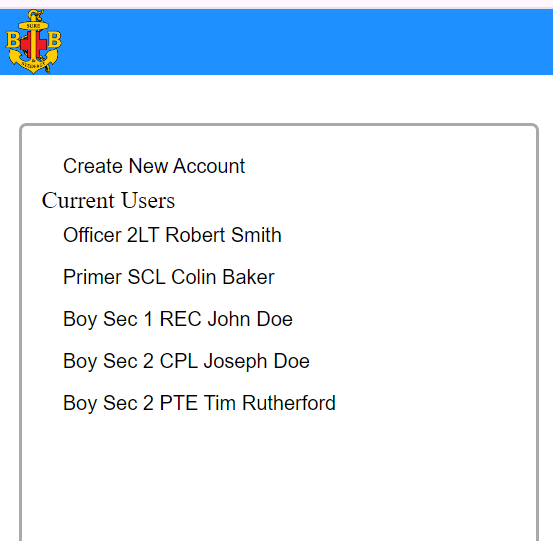 SURE
B B
STEDFAST
Create New Account
Current Users
Officer 2LT Robert Smith
Primer SCL Colin Baker
Boy Sec 1 REC John Doe
Boy Sec 2 CPL Joseph Doe
Boy Sec 2 PTE Tim Rutherford